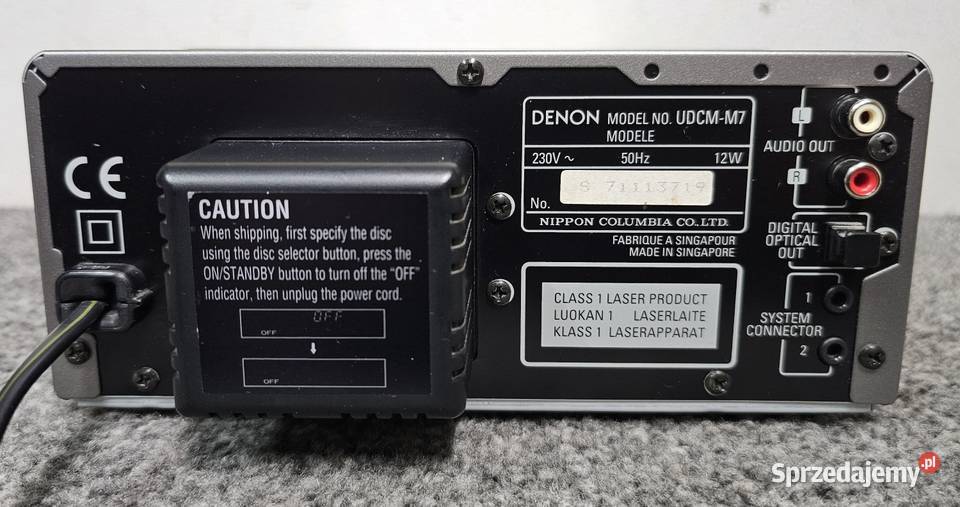 CE
CAUTION
When shipping, first specify the disc
using the disc selector button, press the
ON/STANDBY button to turn off the “OFF”
indicator, then unplug the power cord.
OFF
OFF
OFF
DENON MODEL NO. UDCM-M7
MODELE
230V ~ 50Hz 12W
No. S 71113719
NIPPON COLUMBIA CO.,LTD.
FABRIQUE A SINGAPOUR
MADE IN SINGAPORE
CLASS 1 LASER PRODUCT
LUOKAN 1 LASERLAITE
KLASS 1 LASERAPPARAT
L
AUDIO OUT
R
DIGITAL
OPTICAL
OUT
1
SYSTEM
CONNECTOR
2
Sprzedajemy.pl